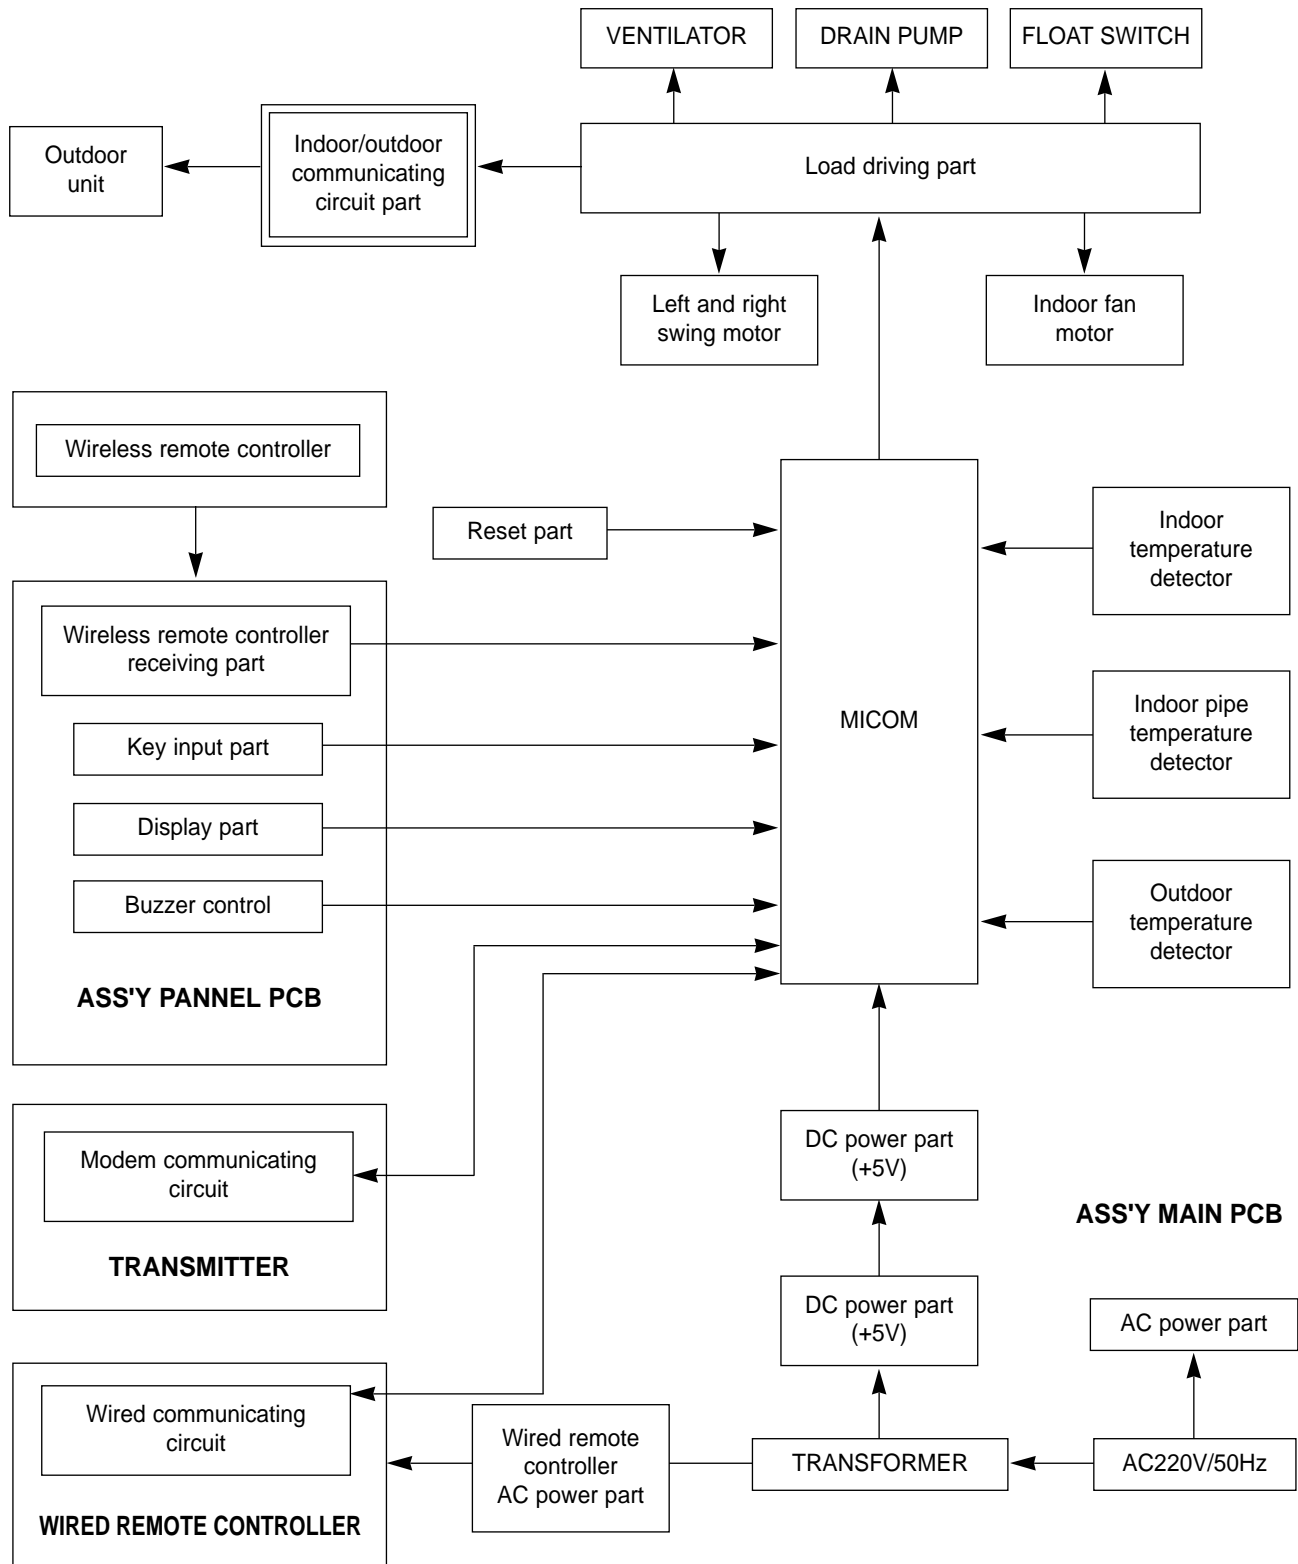 VENTILATOR
DRAIN PUMP
FLOAT SWITCH
Outdoor
unit
Indoor/outdoor
communicating
circuit part
Load driving part
Left and right
swing motor
Indoor fan
motor
Wireless remote controller
Reset part
Indoor
temperature
detector
Wireless remote controller
receiving part
MICOM
Indoor pipe
temperature
detector
Key input part
Display part
Buzzer control
Outdoor
temperature
detector
ASS'Y PANNEL PCB
DC power part
(+5V)
Modem communicating
circuit
TRANSMITTER
ASS'Y MAIN PCB
DC power part
(+5V)
AC power part
Wired communicating
circuit
Wired remote
controller
AC power part
TRANSFORMER
AC220V/50Hz
WIRED REMOTE CONTROLLER